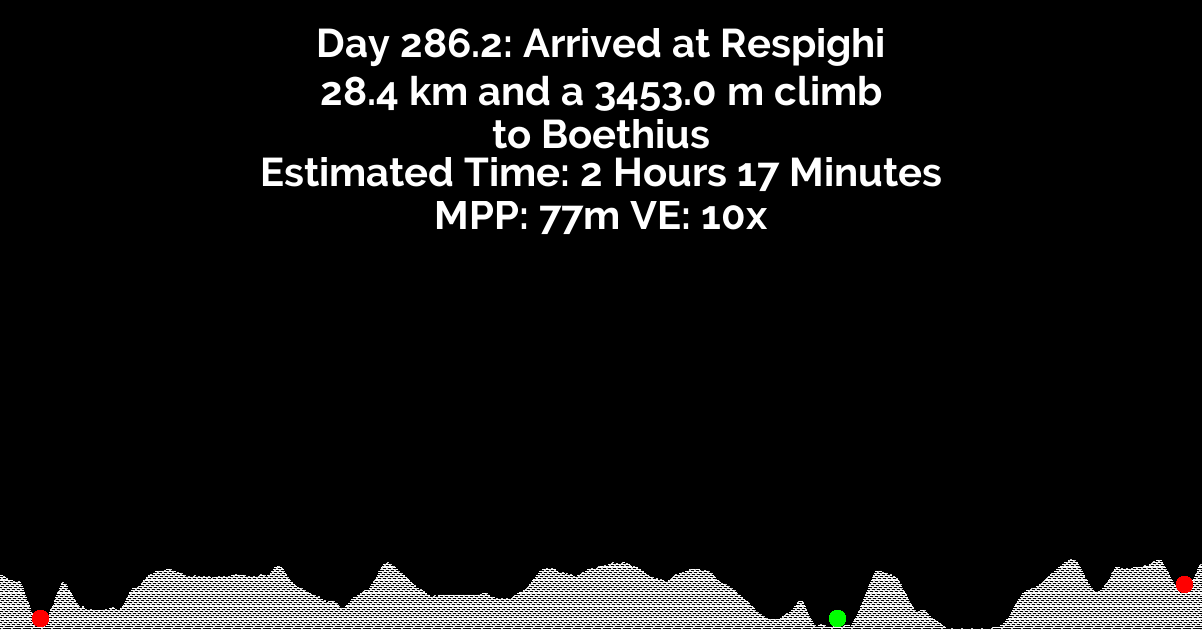 Day 286.2: Arrived at Respighi
28.4 km and a 3453.0 m climb
to Boethius
Estimated Time: 2 Hours 17 Minutes
MPP: 77m VE: 10x